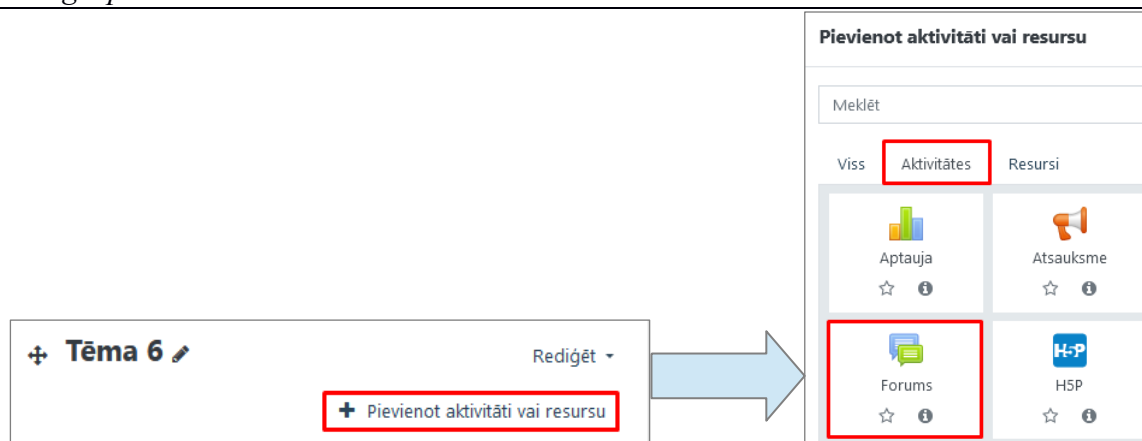 Pievienot aktivitāti vai resursu
Meklēt
Viss Aktivitātes Resursi
Aptauja Atsauksme
Forums H5P
H5P
Tēma 6 Rediģēt
Pievienot aktivitāti vai resursu